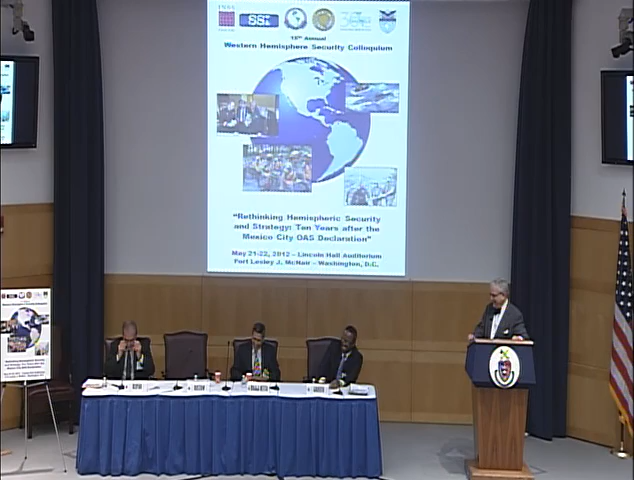 SSI
15th Annual
Western Hemisphere Security Colloquium
"Rethinking Hemispheric Security
and Strategy: Ten Years after the
Mexico City OAS Declaration"
May 21-22, 2012 – Lincoln Hall Auditorium
Fort Lesley J. McNair – Washington, D.C.